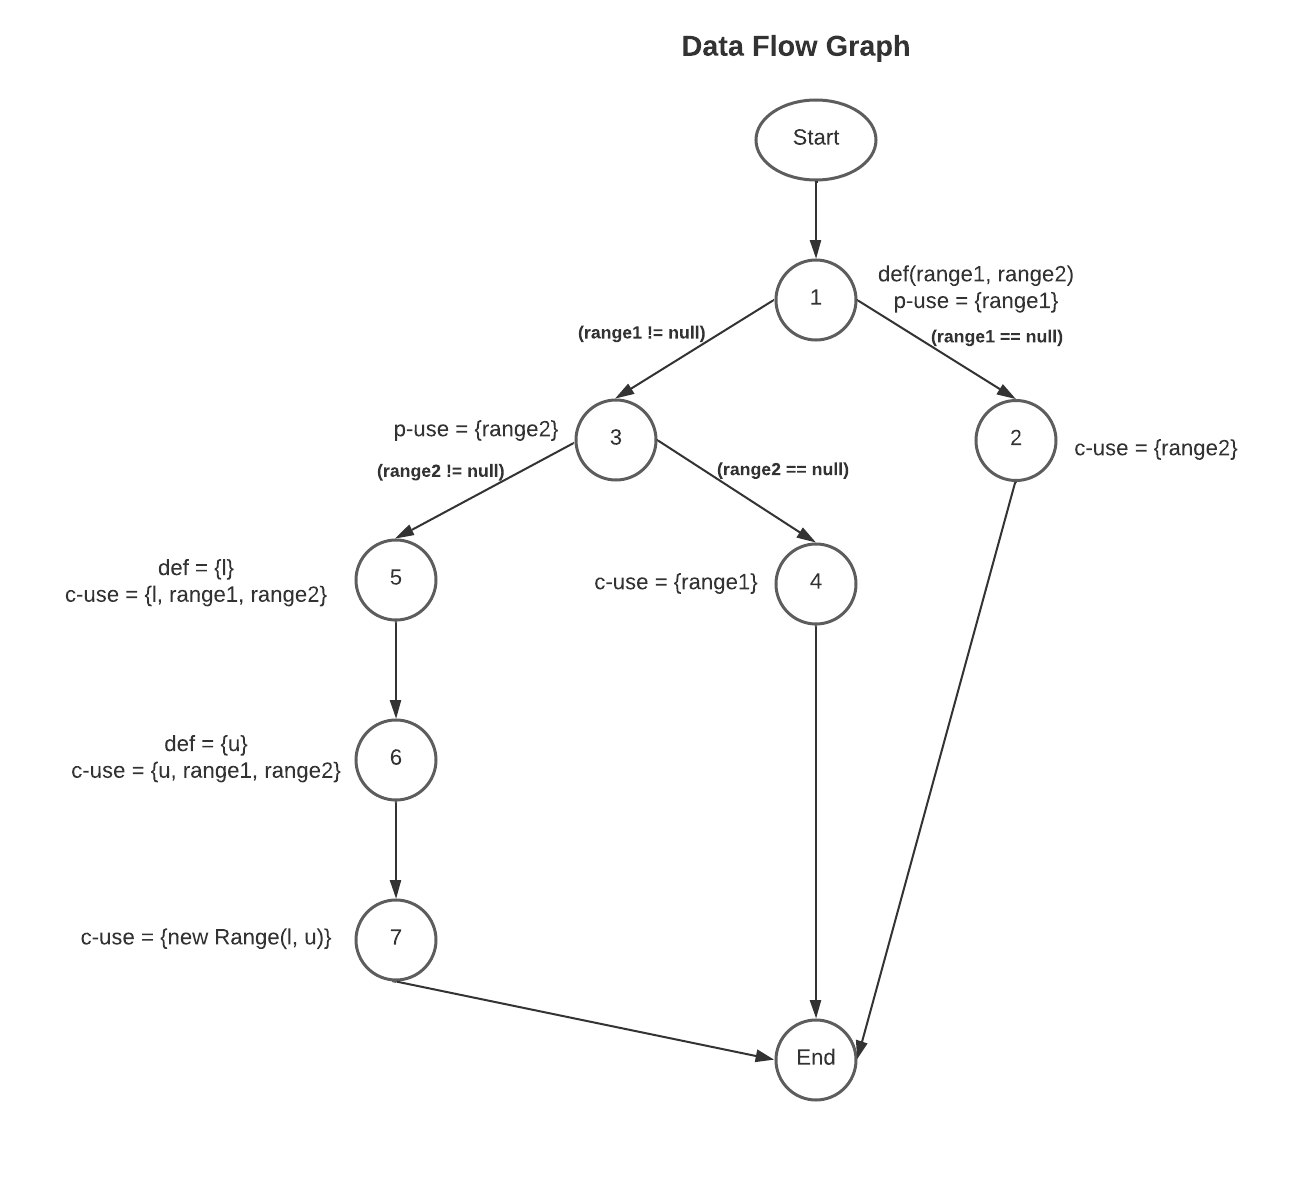 Data Flow Graph
Start
1
def(range1, range2)
p-use = {range1}
(range1 != null)
(range1 == null)
p-use = {range2}
3
2
c-use = {range2}
(range2 != null)
(range2 == null)
def = {l}
c-use = {l, range1, range2}
5
c-use = {range1}
4
def = {u}
c-use = {u, range1, range2}
6
c-use = {new Range(l, u)}
7
End